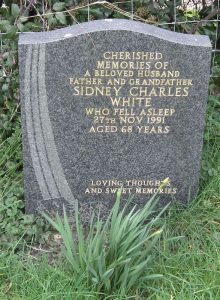 CHERISHED
MEMORIES OF
A BELOVED HUSBAND
FATHER AND GRANDFATHER
SIDNEY CHARLES
WHITE
WHO FELL ASLEEP
27TH NOV 1991
AGED 68 YEARS
LOVING THOUGHTS
AND SWEET MEMORIES